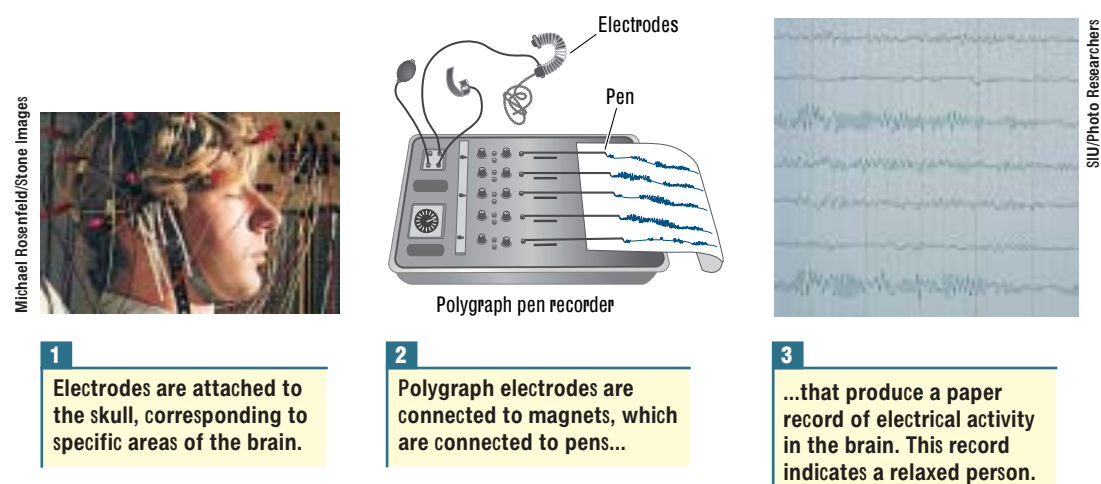 Michael Rosenfeld/Stone Images
Electrodes
Pen
Polygraph pen recorder
SIU/Photo Researchers
1
Electrodes are attached to
the skull, corresponding to
specific areas of the brain.
2
Polygraph electrodes are
connected to magnets, which
are connected to pens...
3
...that produce a paper
record of electrical activity
in the brain. This record
indicates a relaxed person.